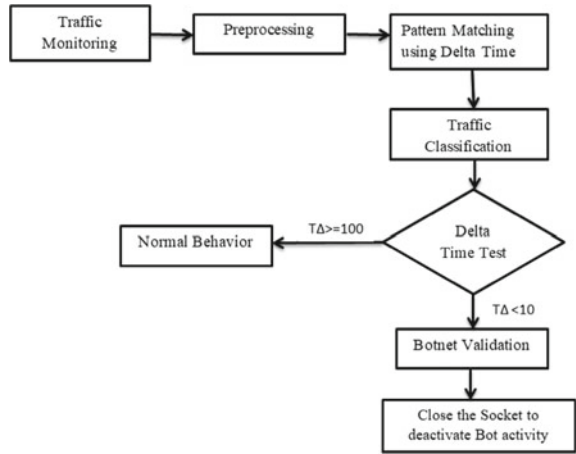 Traffic
Monitoring
Preprocessing
Pattern Matching
using Delta Time
Traffic
Classification
Delta
Time Test
TΔ>=100
Normal Behavior
TΔ <10
Botnet Validation
Close the Socket to
deactivate Bot activity